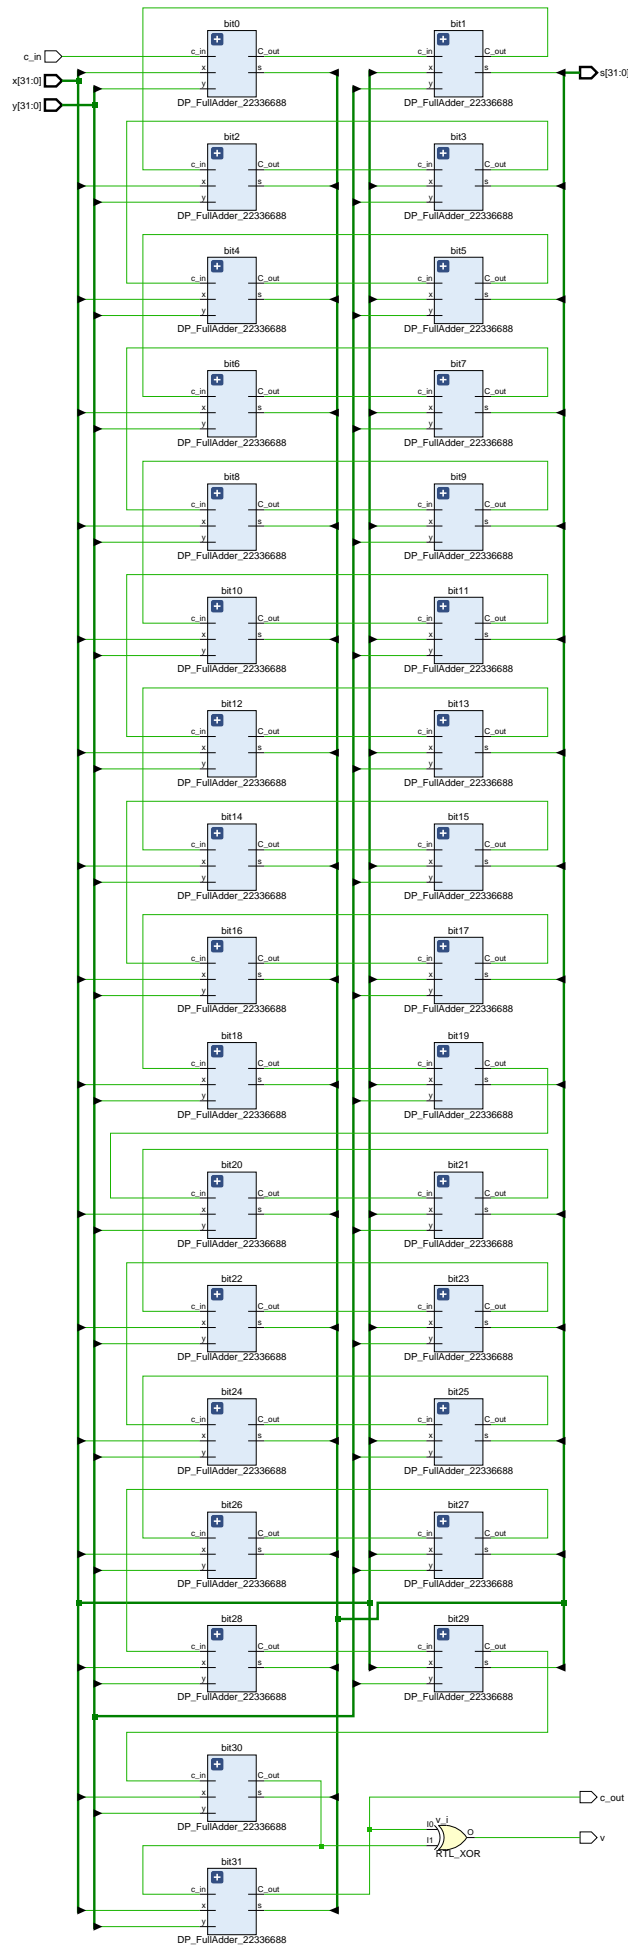 bit0 bit1
c_in c_in C_out c_in C_out
x[31:0] x s x s s[31:0]
y[31:0] y y
DP_FullAdder_22336688 DP_FullAdder_22336688
bit2 bit3
c_in C_out c_in C_out
x s x s
y y
DP_FullAdder_22336688 DP_FullAdder_22336688
bit4 bit5
c_in C_out c_in C_out
x s x s
y y
DP_FullAdder_22336688 DP_FullAdder_22336688
bit6 bit7
c_in C_out c_in C_out
x s x s
y y
DP_FullAdder_22336688 DP_FullAdder_22336688
bit8 bit9
c_in C_out c_in C_out
x s x s
y y
DP_FullAdder_22336688 DP_FullAdder_22336688
bit10 bit11
c_in C_out c_in C_out
x s x s
y y
DP_FullAdder_22336688 DP_FullAdder_22336688
bit12 bit13
c_in C_out c_in C_out
x s x s
y y
DP_FullAdder_22336688 DP_FullAdder_22336688
bit14 bit15
c_in C_out c_in C_out
x s x s
y y
DP_FullAdder_22336688 DP_FullAdder_22336688
bit16 bit17
c_in C_out c_in C_out
x s x s
y y
DP_FullAdder_22336688 DP_FullAdder_22336688
bit18 bit19
c_in C_out c_in C_out
x s x s
y y
DP_FullAdder_22336688 DP_FullAdder_22336688
bit20 bit21
c_in C_out c_in C_out
x s x s
y y
DP_FullAdder_22336688 DP_FullAdder_22336688
bit22 bit23
c_in C_out c_in C_out
x s x s
y y
DP_FullAdder_22336688 DP_FullAdder_22336688
bit24 bit25
c_in C_out c_in C_out
x s x s
y y
DP_FullAdder_22336688 DP_FullAdder_22336688
bit26 bit27
c_in C_out c_in C_out
x s x s
y y
DP_FullAdder_22336688 DP_FullAdder_22336688
bit28 bit29
c_in C_out c_in C_out
x s x s
y y
DP_FullAdder_22336688 DP_FullAdder_22336688
bit30
c_in C_out
x s c_out
y
DP_FullAdder_22336688
v_i
I0 O v
I1
RTL_XOR
bit31
c_in C_out
x s
y
DP_FullAdder_22336688